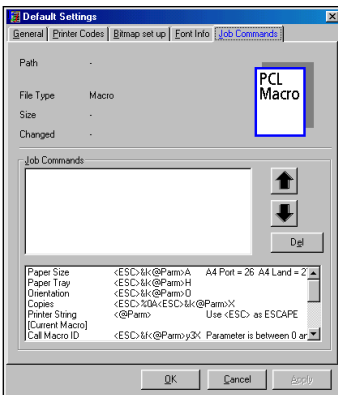 Default Settings
General Printer Codes Bitmap set up Font Info Job Commands
Path -
PCL
Macro
File Type Macro
Size -
Changed -
Job Commands
Del
Paper Size <ESC>&l<@Parm>A A4 Port = 26 A4 Land = 2
Paper Tray <ESC>&l<@Parm>H
Orientation <ESC>&l<@Parm>O
Copies <ESC>%0A<ESC>&l<@Parm>X
Printer String <@Parm> Use <ESC> as ESCAPE
[Current Macro]
Call Macro ID <ESC>&f<@Parm>y3X Parameter is between 0 an
OK Cancel Apply